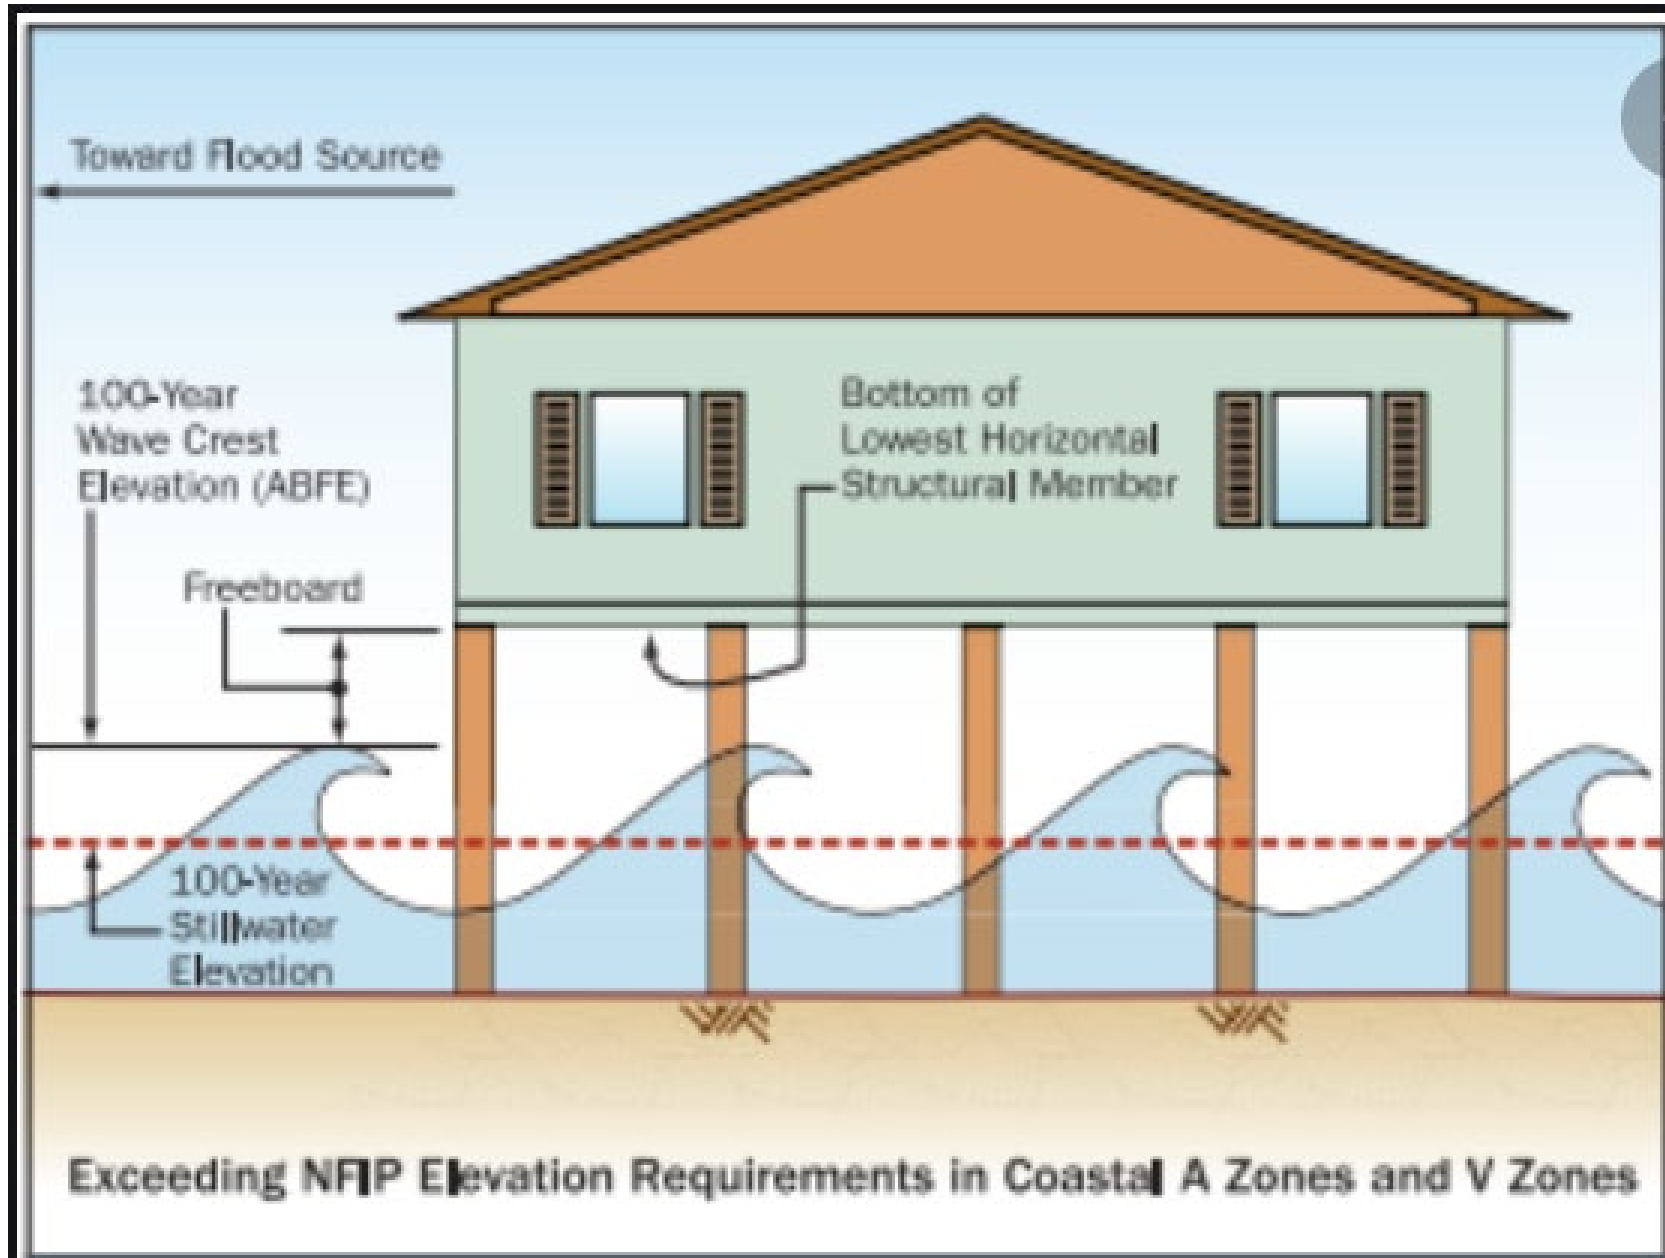 Toward Flood Source
100-Year
Wave Crest
Elevation (ABFE)
Bottom of
Lowest Horizontal
Structural Member
Freeboard
100-Year
Stillwater
Elevation
Exceeding NFIP Elevation Requirements in Coastal A Zones and V Zones